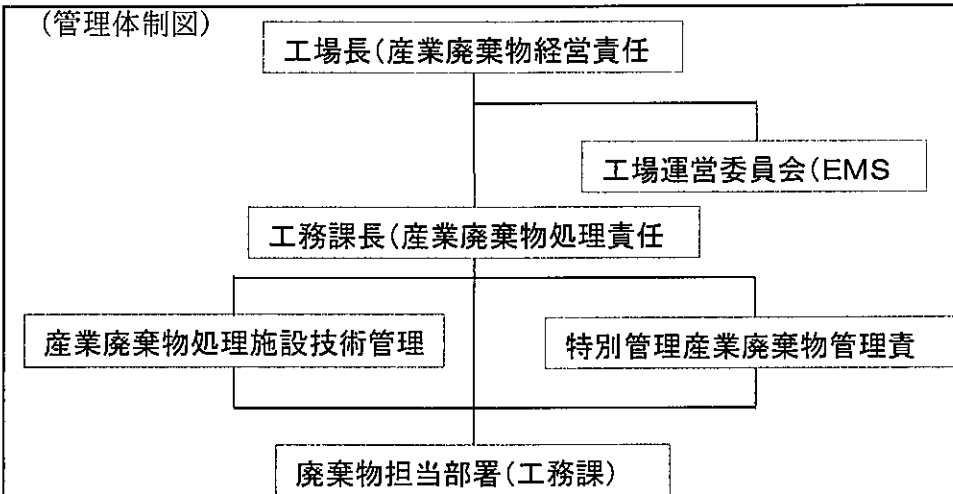 (管理体制図)
工場長(産業廃棄物経営責任
工場運営委員会(EMS
工務課長(産業廃棄物処理責任
産業廃棄物処理施設技術管理
特別管理産業廃棄物管理責
廃棄物担当部署(工務課)